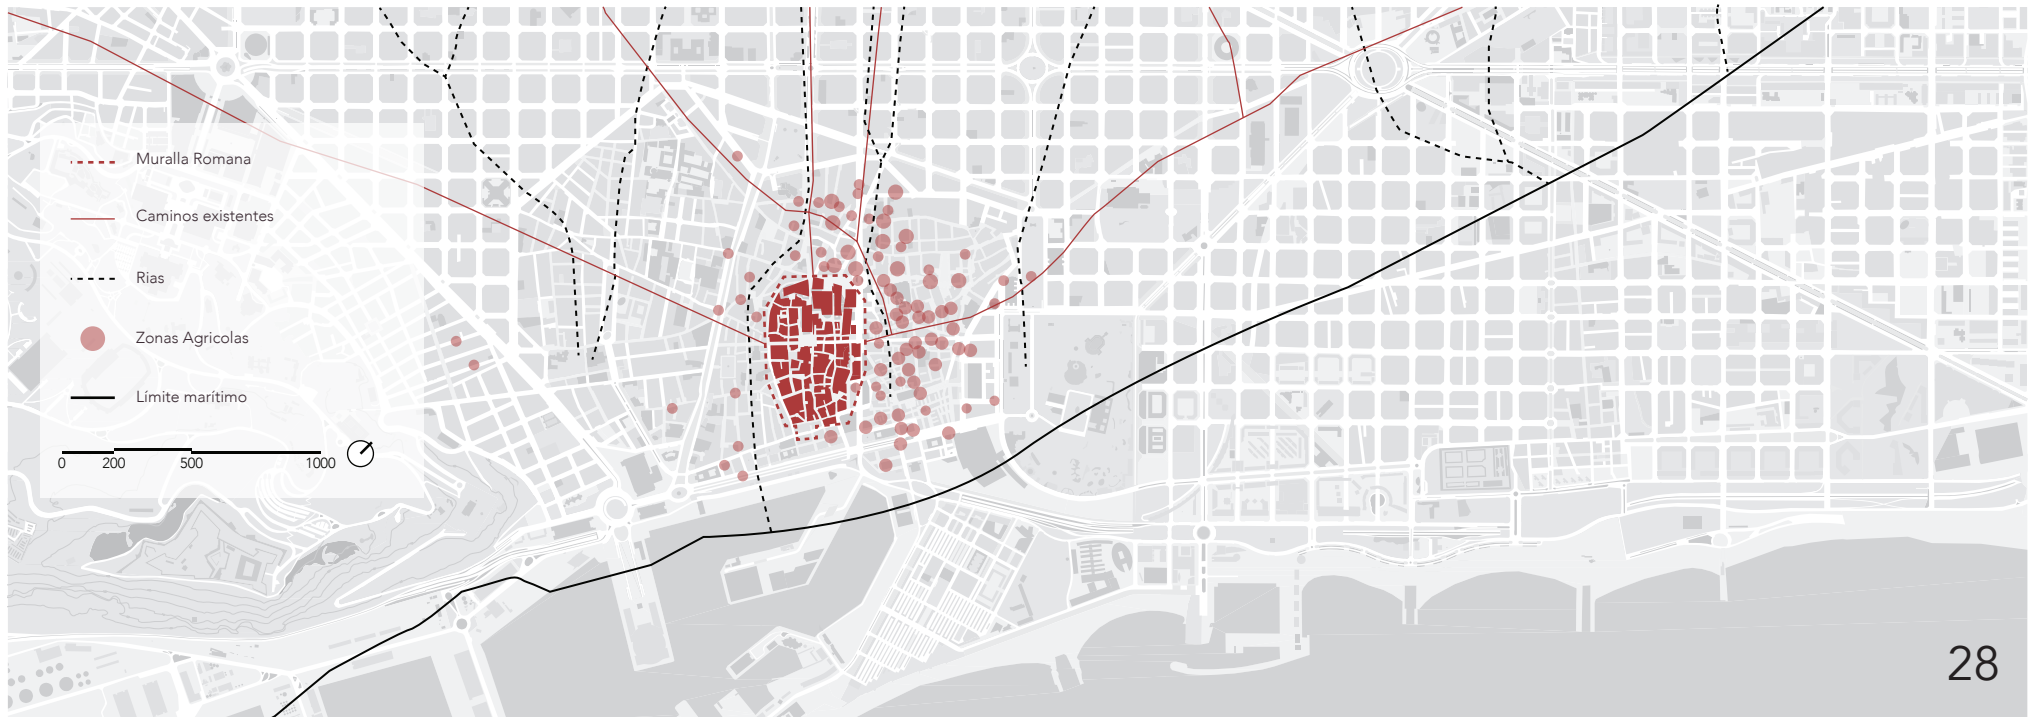 Muralla Romana
Caminos existentes
Rias
Zonas Agricolas
Límite marítimo
0 200 500 1000
28